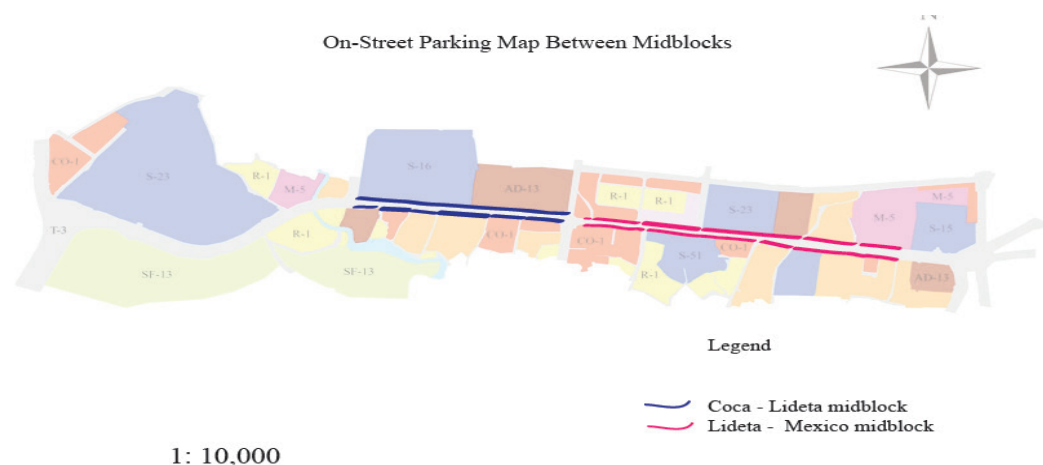 N
On-Street Parking Map Between Midblocks
CO-1
S-23
R-1
M-5
S-16
AD-13
R-1
R-1
S-23
M-5
M-5
S-15
T-3
R-1
CO-1
CO-1
CO-1
S-51
R-1
SF-13
SF-13
AD-13
Legend
Coca - Lideta midblock
Lideta - Mexico midblock
1: 10,000